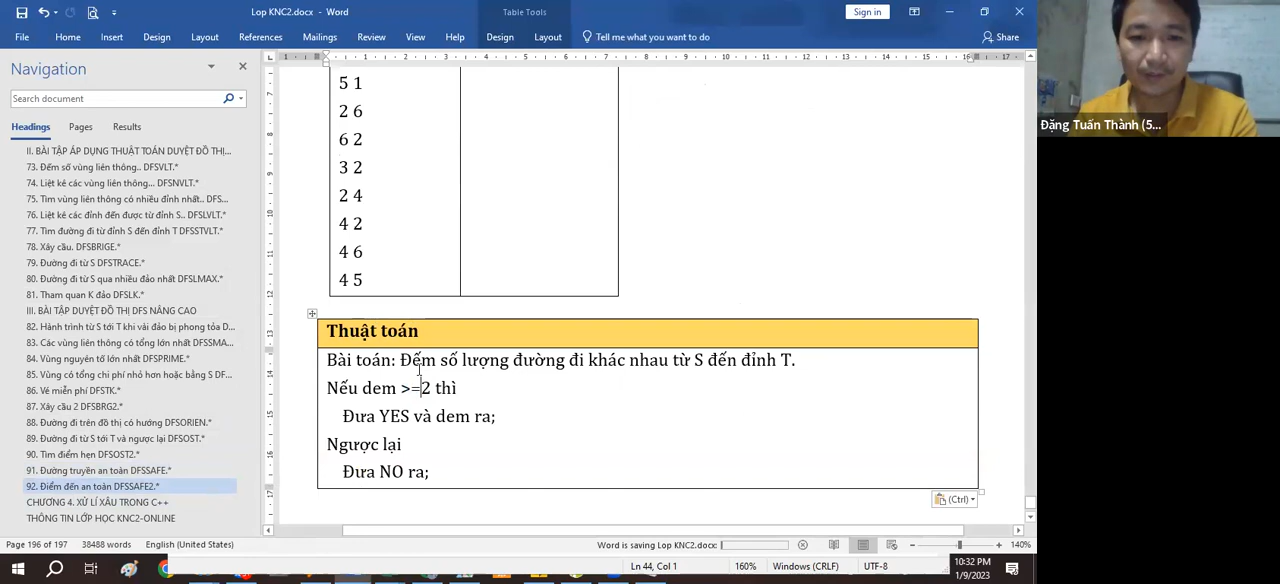 Lop KNC2.docx - Word
Table Tools
Sign in
File
Home
Insert
Design
Layout
References
Mailings
Review
View
Help
Design
Layout
Tell me what you want to do
Share
Navigation
Search document
Headings
Pages
Results
II. BÀI TẬP ÁP DỤNG THUẬT TOÁN DUYỆT ĐỒ THỊ...
73. Đếm số vùng liên thông.. DFSVLT.*
74. Liệt kê các vùng liên thông... DFSNVLT.*
75. Tìm vùng liên thông có nhiều đỉnh nhất.. DFS...
76. Liệt kê các đỉnh đến được từ đỉnh S.. DFSLVLT.*
77. Tìm đường đi từ đỉnh S đến đỉnh T DFSSTVLT.*
78. Xây cầu. DFSBRIGE.*
79. Đường đi từ S DFSTRACE.*
80. Đường đi từ S qua nhiều đảo nhất DFSLMAX.*
81. Tham quan K đảo DFSLK.*
III. BÀI TẬP DUYỆT ĐỒ THỊ DFS NÂNG CAO
82. Hành trình từ S tới T khi vài đảo bị phong tỏa D...
83. Các vùng liên thông có tổng lớn nhất DFSSMA...
84. Vùng nguyên tố lớn nhất DFSPRIME.*
85. Vùng có tổng chi phí nhỏ hơn hoặc bằng S DF...
86. Vé miễn phí DFSTK.*
87. Xây cầu 2 DFSBRG2.*
88. Đường đi trên đồ thị có hướng DFSORIEN.*
89. Đường đi từ S tới T và ngược lại DFSOST.*
90. Tìm điểm hẹn DFSOST2.*
91. Đường truyền an toàn DFSSAFE.*
92. Điểm đến an toàn DFSSAFE2.*
CHƯƠNG 4. XỬ LÍ XÂU TRONG C++
THÔNG TIN LỚP HỌC KNC2-ONLINE
5 1
2 6
6 2
3 2
2 4
4 2
4 6
4 5
Thuật toán
Bài toán: Đếm số lượng đường đi khác nhau từ S đến đỉnh T.
Nếu dem >=2 thì
Đưa YES và dem ra;
Ngược lại
Đưa NO ra;
(Ctrl)
Đặng Tuấn Thành (5...
Page 196 of 197
38488 words
English (United States)
Word is saving Lop KNC2.docx:
140%
Ln 44, Col 1
160%
Windows (CRLF)
UTF-8
10:32 PM
1/9/2023